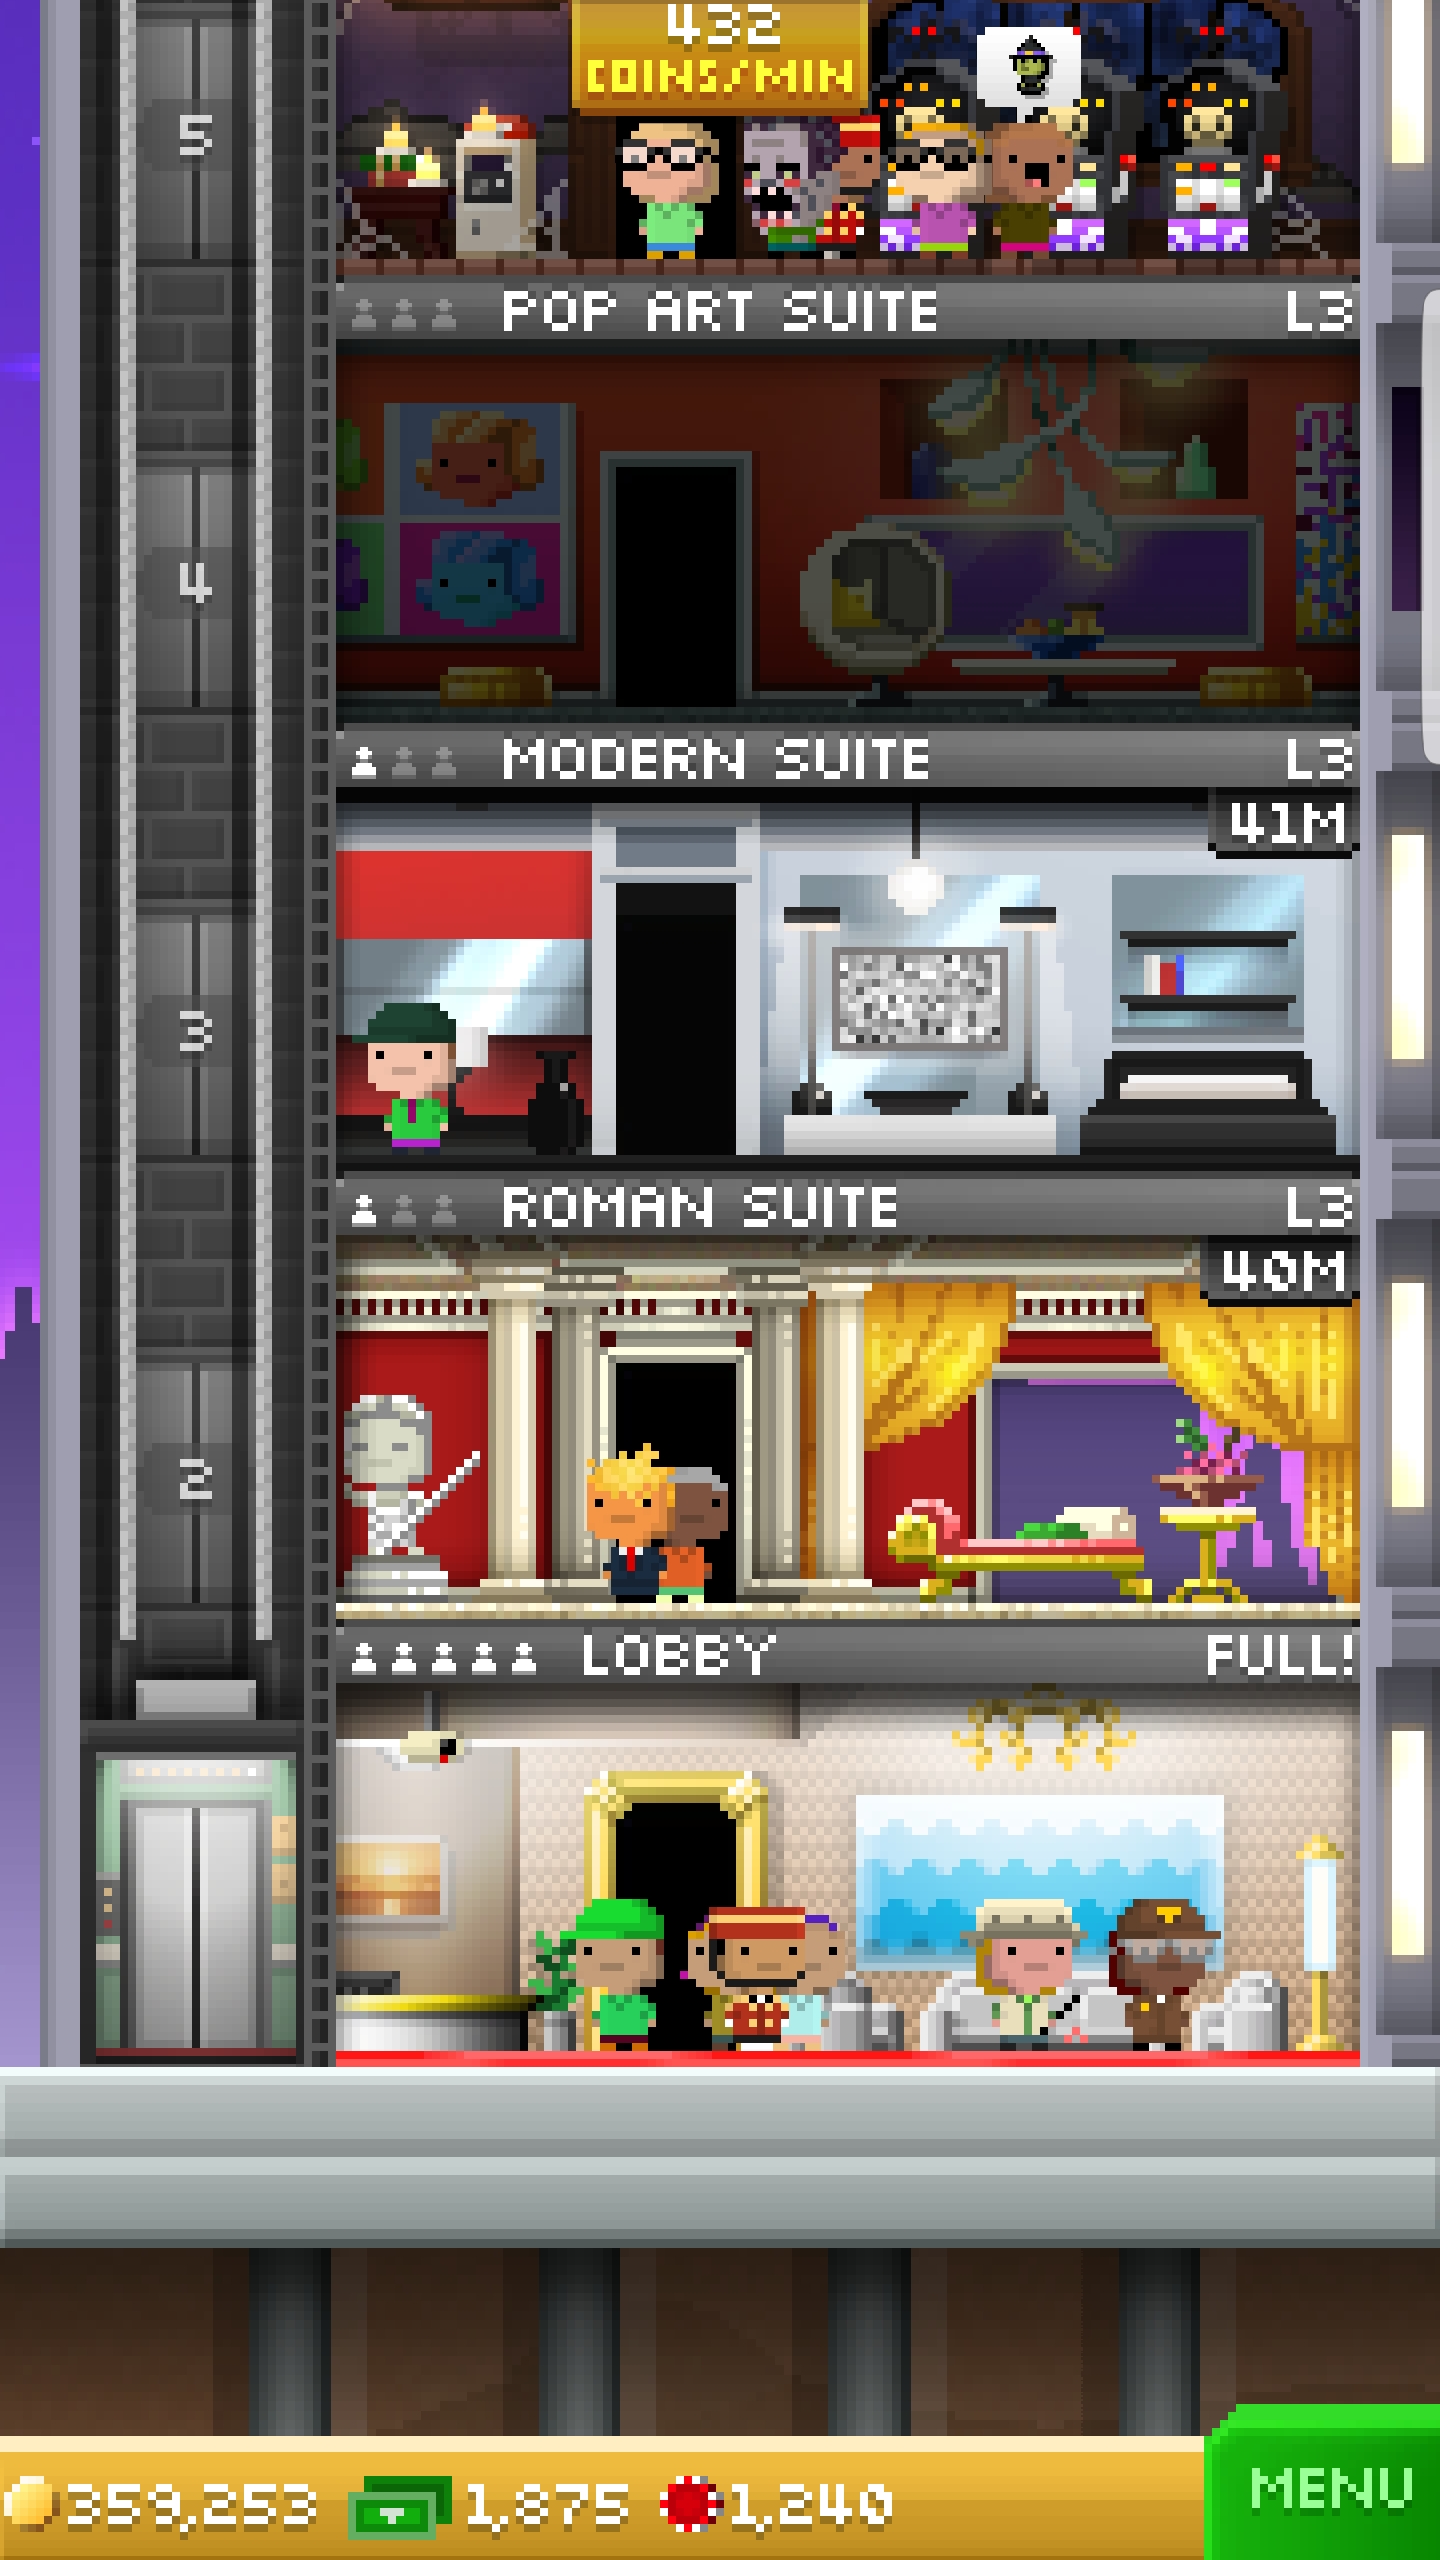 432
COINS/MIN
5
POP ART SUITE L3
4
MODERN SUITE L3
41M
3
ROMAN SUITE L3
40M
2
LOBBY FULL!
359,253 1,875 1,240 MENU